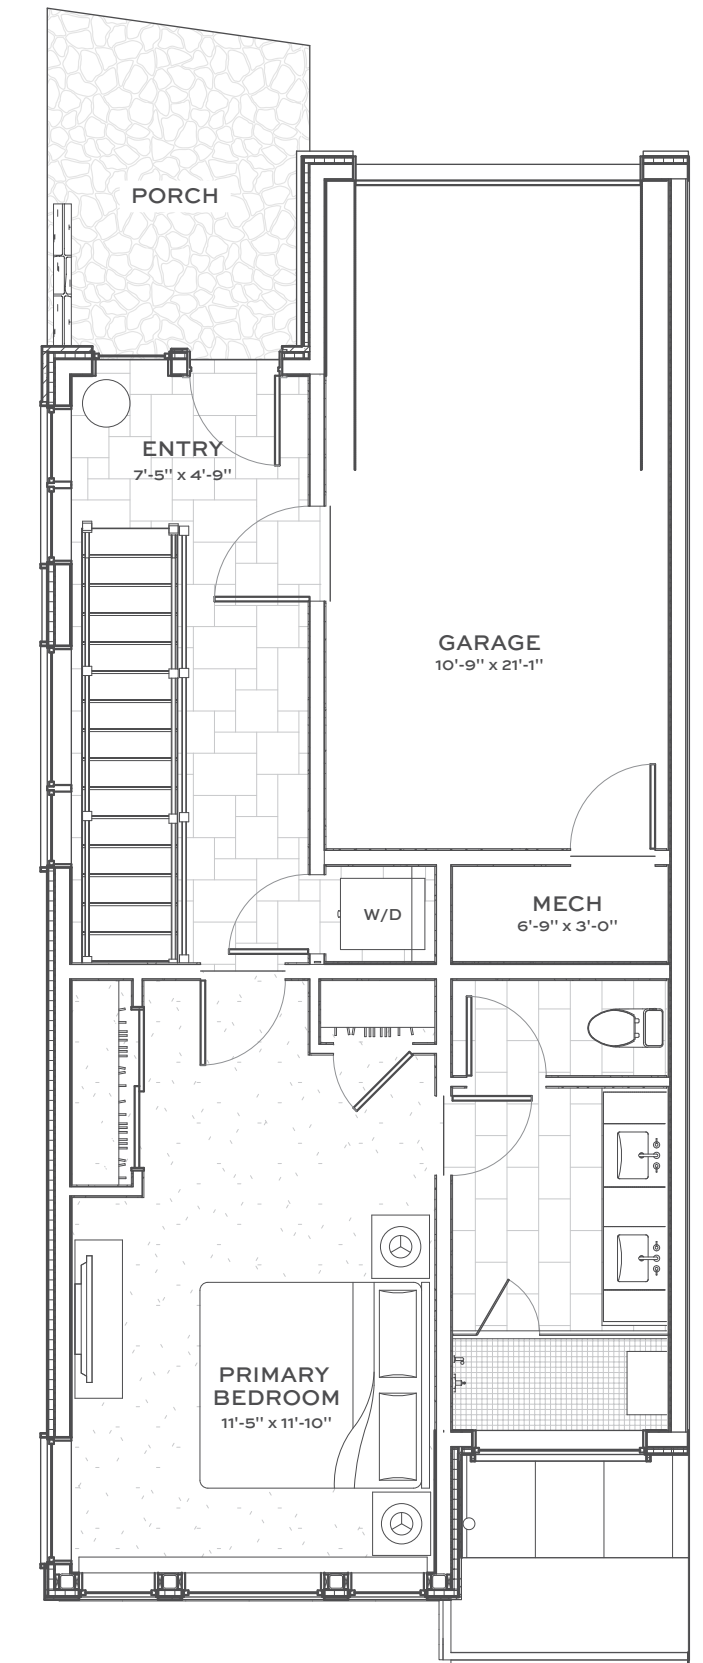 PORCH
ENTRY
7'-5" x 4'-9"
GARAGE
10'-9" x 21'-1"
W/D
MECH
6'-9" x 3'-0"
PRIMARY
BEDROOM
11'-5" x 11'-10"